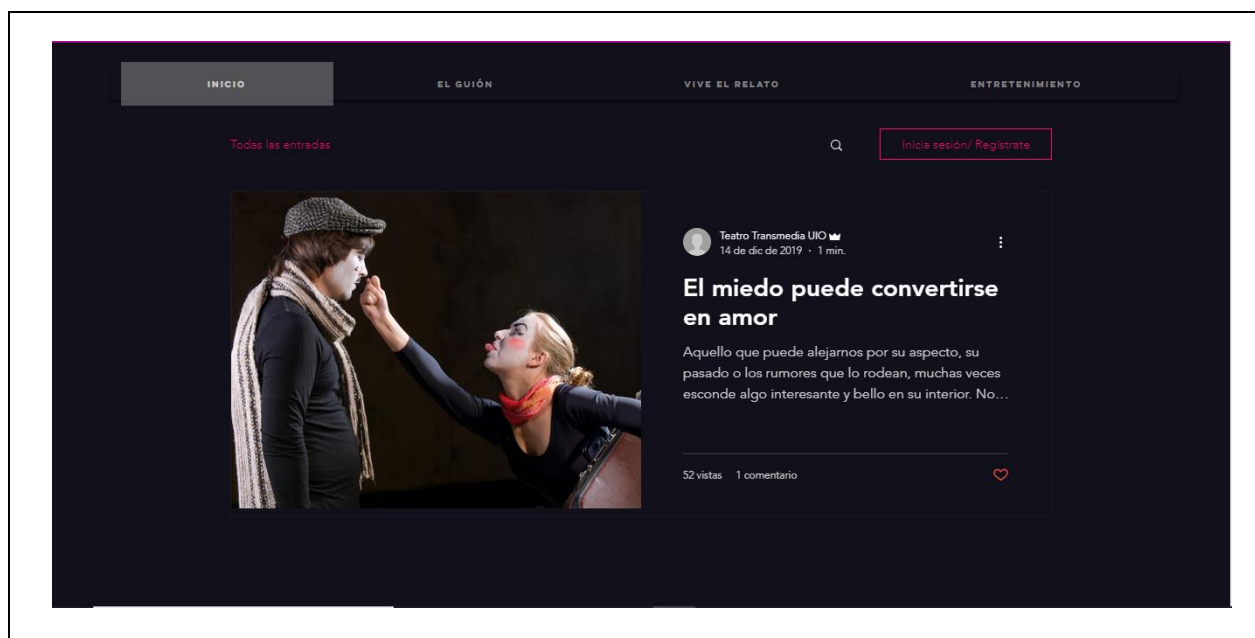 INICIO
EL GUIÓN
VIVE EL RELATO
ENTRETENIMIENTO
Todas las entradas
Inicia sesión/ Regístrate
Teatro Transmedia UIO
14 de dic de 2019 · 1 min.
El miedo puede convertirse
en amor
Aquello que puede alejarnos por su aspecto, su
pasado o los rumores que lo rodean, muchas veces
esconde algo interesante y bello en su interior. No...
52 vistas 1 comentario